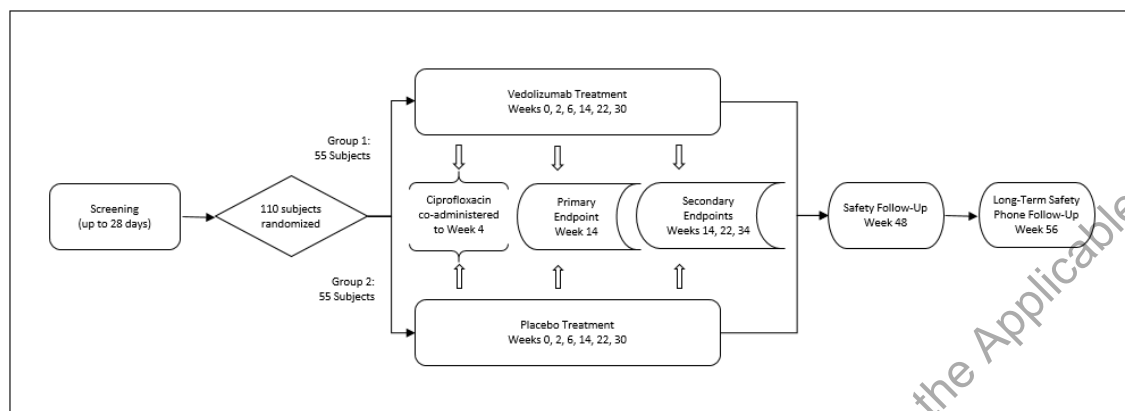 Vedolizumab Treatment
Weeks 0, 2, 6, 14, 22, 30
Group 1:
55 Subjects
Screening
(up to 28 days)
110 subjects
randomized
Ciprofloxacin
co-administered
to Week 4
Primary
Endpoint
Week 14
Secondary
Endpoints
Weeks 14, 22, 34
Safety Follow-Up
Week 48
Long-Term Safety
Phone Follow-Up
Week 56
Group 2:
55 Subjects
Placebo Treatment
Weeks 0, 2, 6, 14, 22, 30
the Applicable